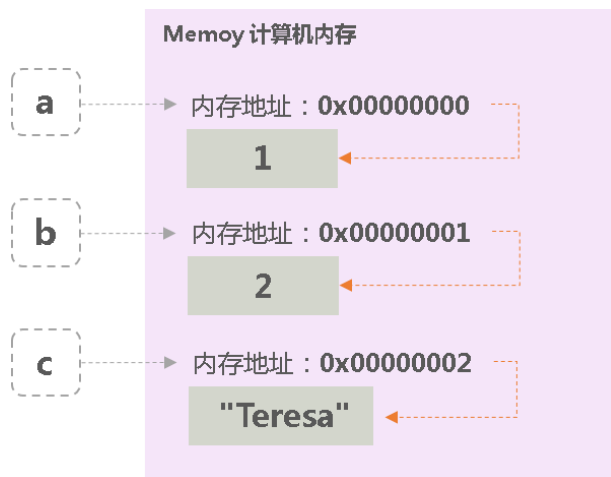 Memoy 计算机内存
a
内存地址：0x00000000
1
b
内存地址：0x00000001
2
c
内存地址：0x00000002
"Teresa"